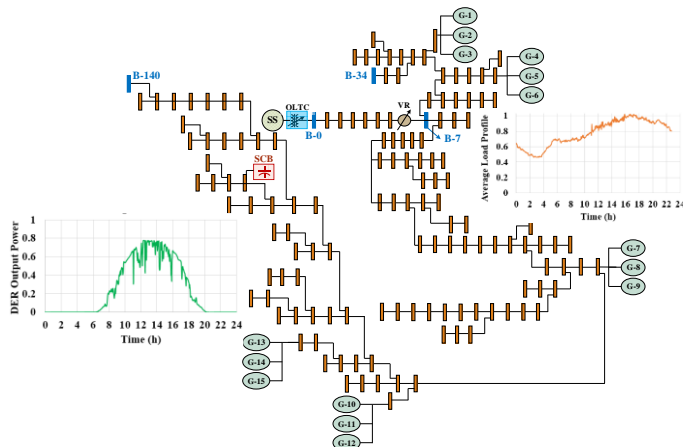 G-1
G-2
G-3
G-4
G-5
G-6
B-34
B-140
OLTC
VR
SS
B-0
B-7
SCB
Average Load Profile
1
0.8
0.6
0.4
0.2
0
0 2 4 6 8 10 12 14 16 18 20 22 24
Time (h)
DER Output Power
1
0.8
0.6
0.4
0.2
0
0 2 4 6 8 10 12 14 16 18 20 22 24
Time (h)
G-7
G-8
G-9
G-13
G-14
G-15
G-10
G-11
G-12